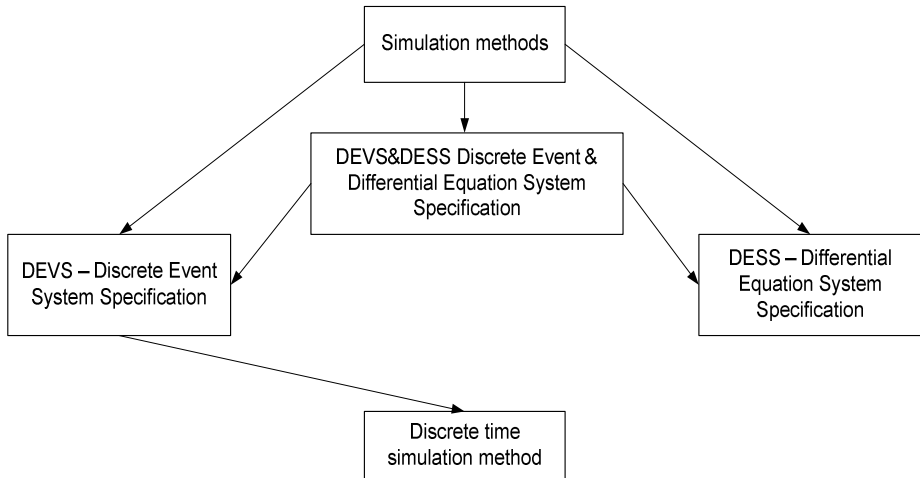 Simulation methods
DEVS&DESS Discrete Event &
Differential Equation System
Specification
DEVS – Discrete Event
System Specification
DESS – Differential
Equation System
Specification
Discrete time
simulation method